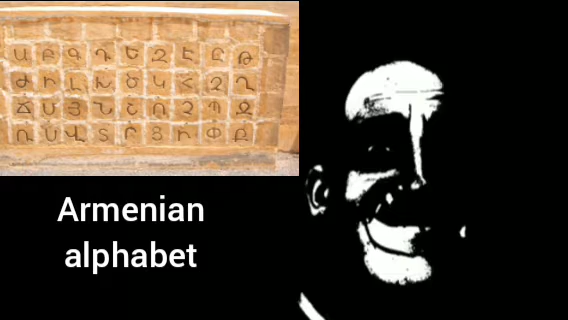 Ա Բ Գ Դ Ե Զ Է Ը Թ
Ժ Ի Լ Խ Ծ Կ Հ Ձ Ղ
Ճ Մ Յ Ն Շ Ո Չ Պ Ջ
Ռ Ս Վ Տ Ր Ց Ւ Փ Ք
Armenian
alphabet